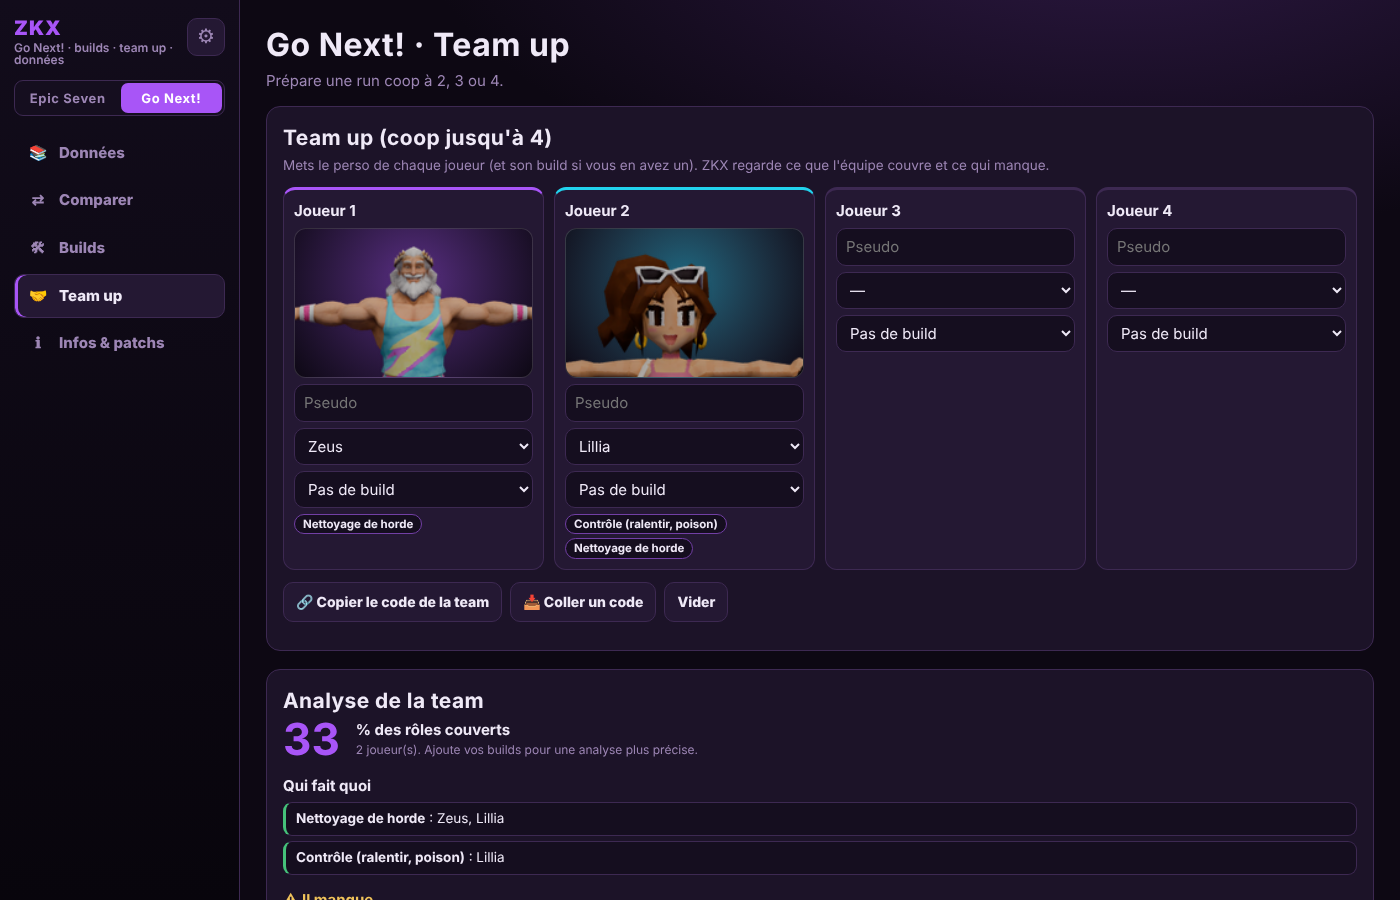 ZKX
Go Next! · builds · team up ·
données
Epic Seven
Go Next!
Données
Comparer
Builds
Team up
Infos & patchs
Go Next! · Team up
Prépare une run coop à 2, 3 ou 4.
Team up (coop jusqu'à 4)
Mets le perso de chaque joueur (et son build si vous en avez un). ZKX regarde ce que l'équipe couvre et ce qui manque.
Joueur 1
Pseudo
Zeus
Pas de build
Nettoyage de horde
Joueur 2
Pseudo
Lillia
Pas de build
Contrôle (ralentir, poison)
Nettoyage de horde
Joueur 3
Pseudo
—
Pas de build
Joueur 4
Pseudo
—
Pas de build
Copier le code de la team
Coller un code
Vider
Analyse de la team
33
% des rôles couverts
2 joueur(s). Ajoute vos builds pour une analyse plus précise.
Qui fait quoi
Nettoyage de horde : Zeus, Lillia
Contrôle (ralentir, poison) : Lillia
Il manque